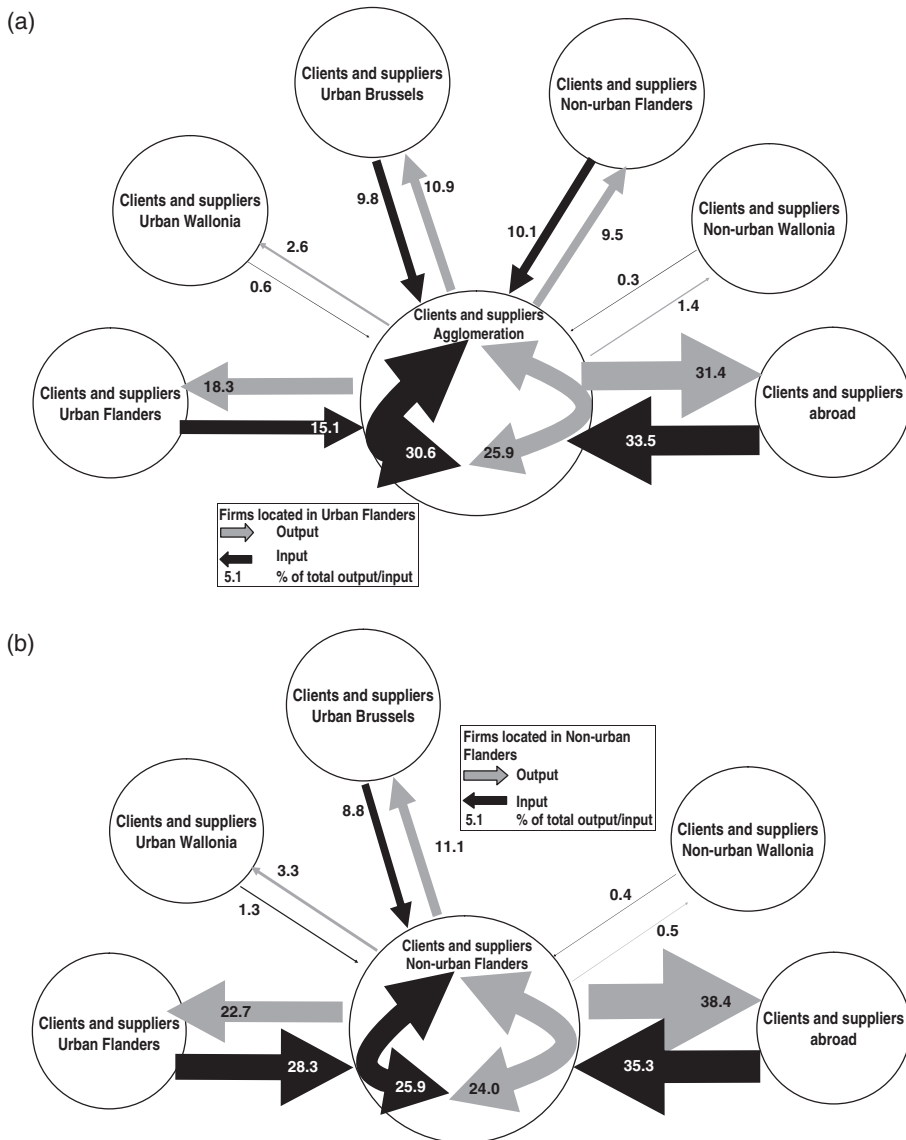 (a)
Clients and suppliers
Urban Brussels
Clients and suppliers
Non-urban Flanders
Clients and suppliers
Urban Wallonia
Clients and suppliers
Non-urban Wallonia
9.8
10.9
10.1
9.5
2.6
0.6
0.3
1.4
Clients and suppliers
Agglomeration
Clients and suppliers
Urban Flanders
18.3
15.1
30.6
25.9
31.4
33.5
Clients and suppliers
abroad
Firms located in Urban Flanders
Output
Input
5.1 % of total output/input
(b)
Clients and suppliers
Urban Brussels
Firms located in Non-urban
Flanders
Output
Input
5.1 % of total output/input
Clients and suppliers
Urban Wallonia
Clients and suppliers
Non-urban Wallonia
8.8
11.1
3.3
1.3
0.4
0.5
Clients and suppliers
Non-urban Flanders
Clients and suppliers
Urban Flanders
22.7
28.3
25.9
24.0
38.4
35.3
Clients and suppliers
abroad